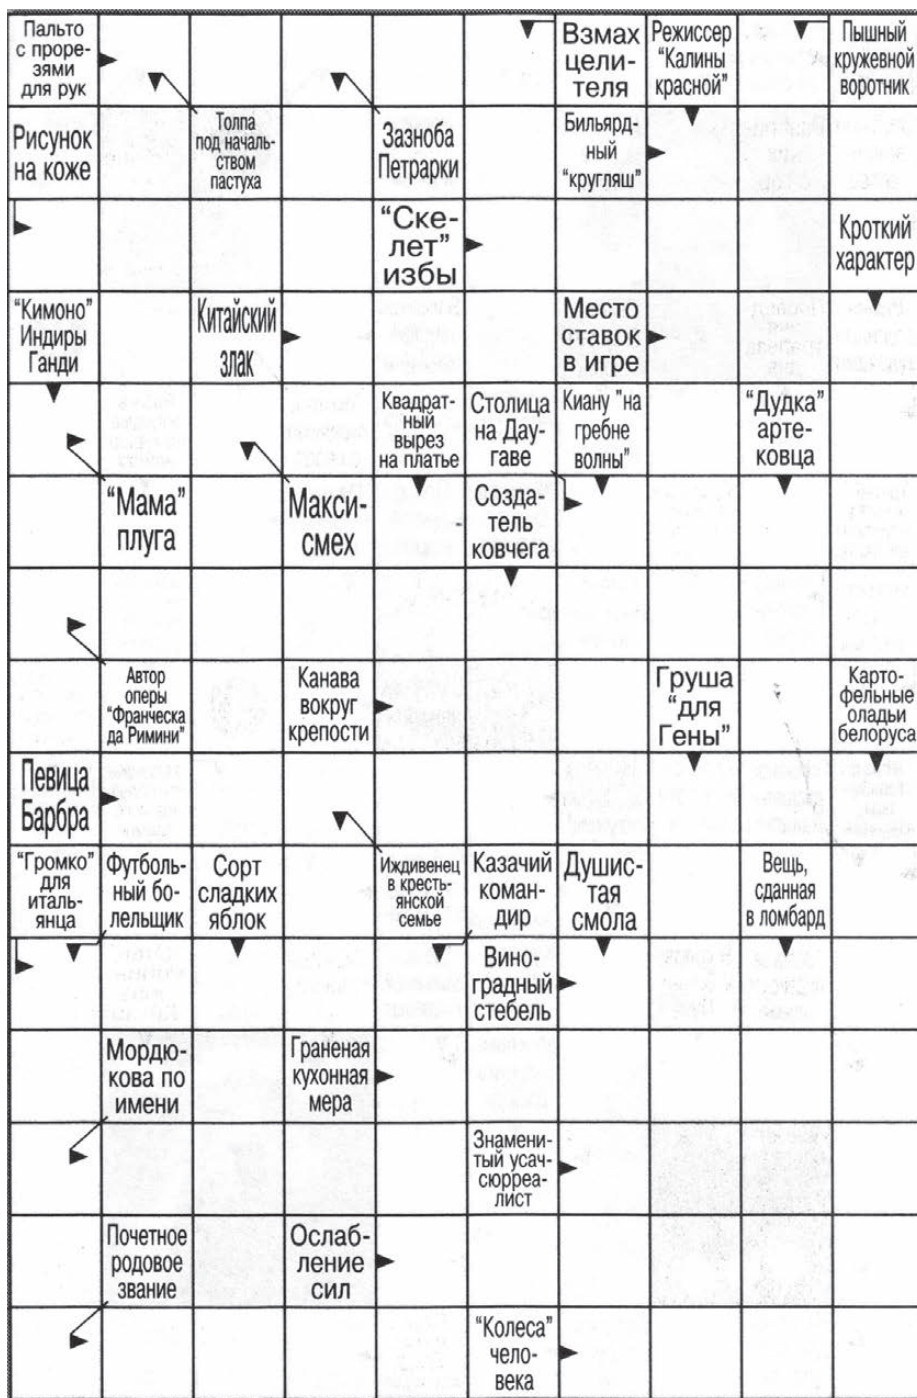 Пальто
с проре-
зями
для рук
Взмах
цели-
теля
Режиссер
“Калины
красной”
Пышный
кружевной
воротник
Рисунок
на коже
Толпа
под началь-
ством
пастуха
Зазноба
Петрарки
Бильярд-
ный
“кругляш”
“Ске-
лет”
избы
Кроткий
характер
“Кимоно”
Индиры
Ганди
Китайский
злак
Место
ставок
в игре
Квадрат-
ный
вырез
на платье
Столица
на Дау-
гаве
Киану "на
гребне
волны”
“Дудка”
арте-
ковца
“Мама”
плуга
Макси-
смех
Созда-
тель
ковчега
Автор
оперы
“Франческа
да Римини”
Канава
вокруг
крепости
Груша
“для
Гены”
Карто-
фельные
оладьи
белоруса
Певица
Барбра
“Громко”
для
италь-
янца
Футболь-
ный бо-
лельщик
Сорт
сладких
яблок
Иждивенец
в кресть-
янской
семье
Казачий
коман-
дир
Душис-
тая
смола
Вещь,
сданная
в ломбард
Вино-
градный
стебель
Мордю-
кова по
имени
Граненая
кухонная
мера
Знамени-
тый усач-
сюрреа-
лист
Почетное
родовое
звание
Ослаб-
ление
сил
“Колеса”
чело-
века